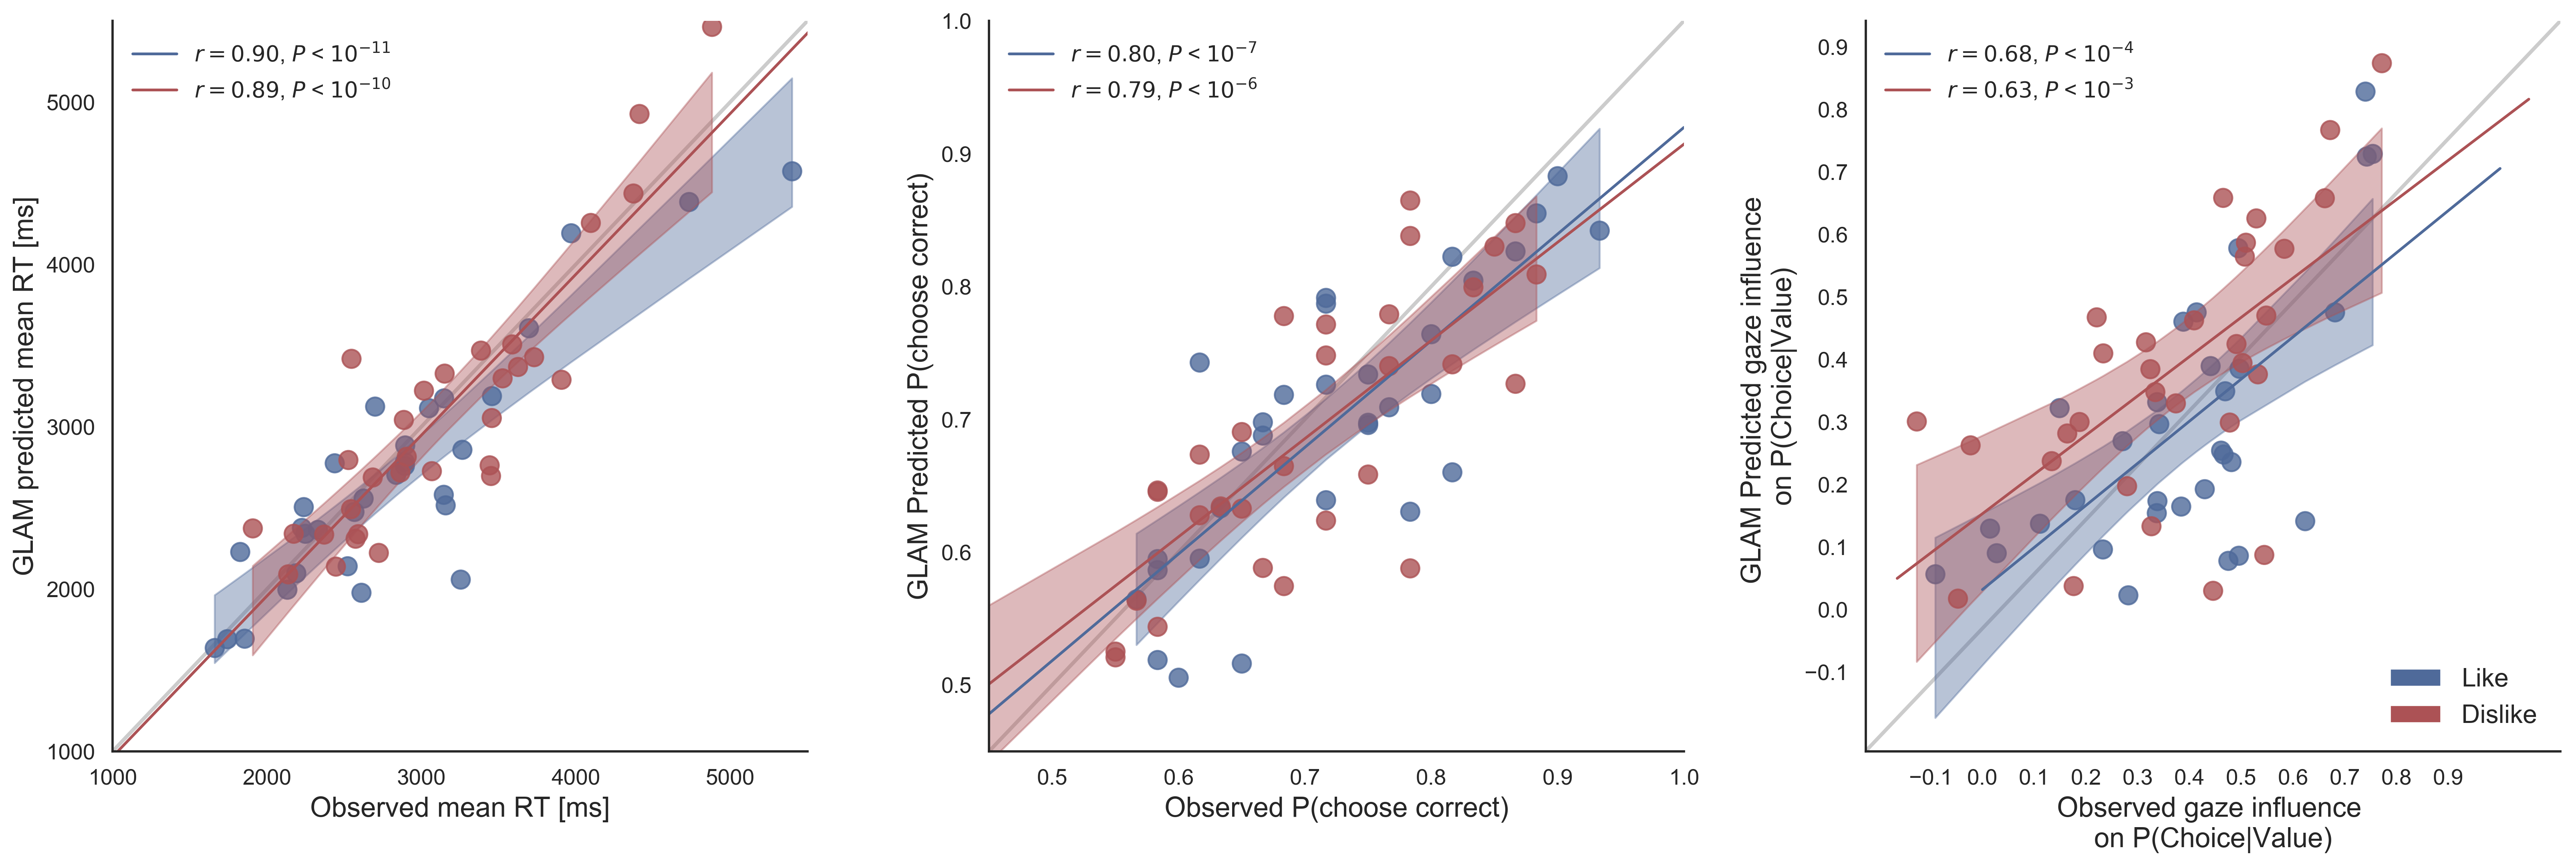 r = 0.90, P < 10⁻¹¹
r = 0.89, P < 10⁻¹⁰
5000
4000
3000
2000
1000
GLAM predicted mean RT [ms]
1000 2000 3000 4000 5000
Observed mean RT [ms]
r = 0.80, P < 10⁻⁷
r = 0.79, P < 10⁻⁶
1.0
0.9
0.8
0.7
0.6
0.5
GLAM Predicted P(choose correct)
0.5 0.6 0.7 0.8 0.9 1.0
Observed P(choose correct)
r = 0.68, P < 10⁻⁴
r = 0.63, P < 10⁻³
0.9
0.8
0.7
0.6
0.5
0.4
0.3
0.2
0.1
0.0
−0.1
GLAM Predicted gaze influence
on P(Choice|Value)
Like
Dislike
−0.1 0.0 0.1 0.2 0.3 0.4 0.5 0.6 0.7 0.8 0.9
Observed gaze influence
on P(Choice|Value)